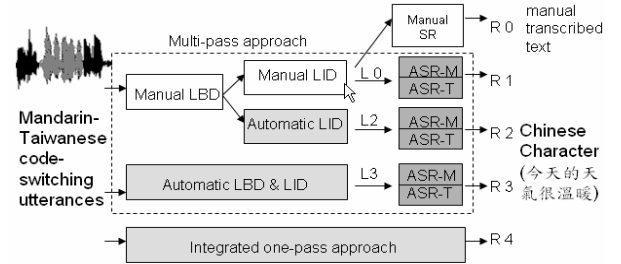 Manual
SR
R 0
manual
transcribed
text
Multi-pass approach
Manual LID
L 0
ASR-M
ASR-T
R 1
Manual LBD
Automatic LID
L2
ASR-M
ASR-T
R 2
Mandarin-
Taiwanese
code-
switching
utterances
Automatic LBD & LID
L3
ASR-M
ASR-T
R 3
Chinese
Character
(今天的天
氣很溫暖)
Integrated one-pass approach
R 4